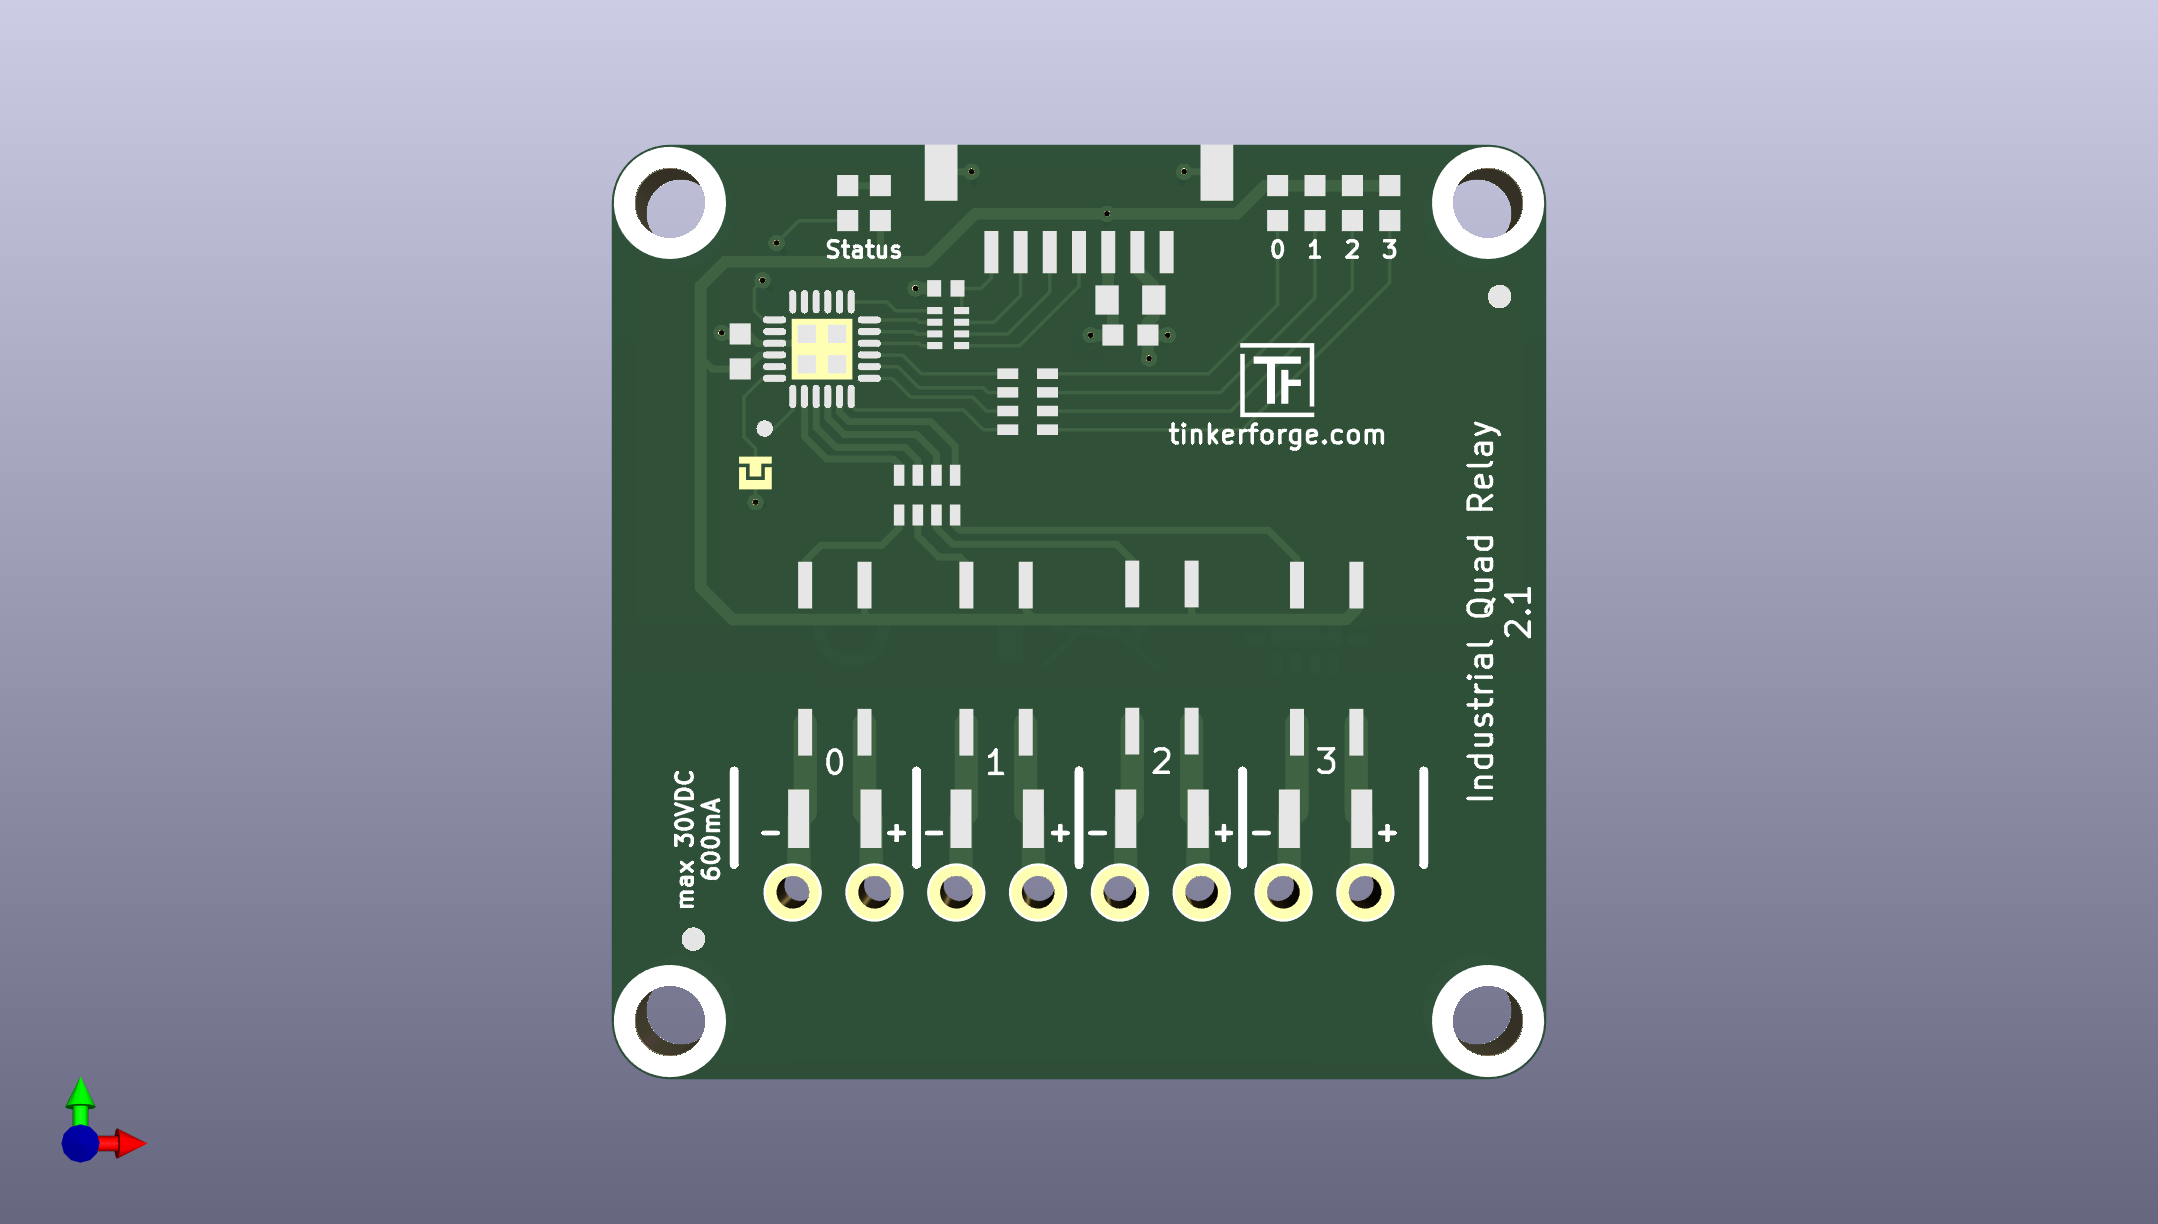 Status
0 1 2 3
TF
tinkerforge.com
Industrial Quad Relay
2.1
0 1 2 3
max 30VDC
600mA
- + - + - + - +